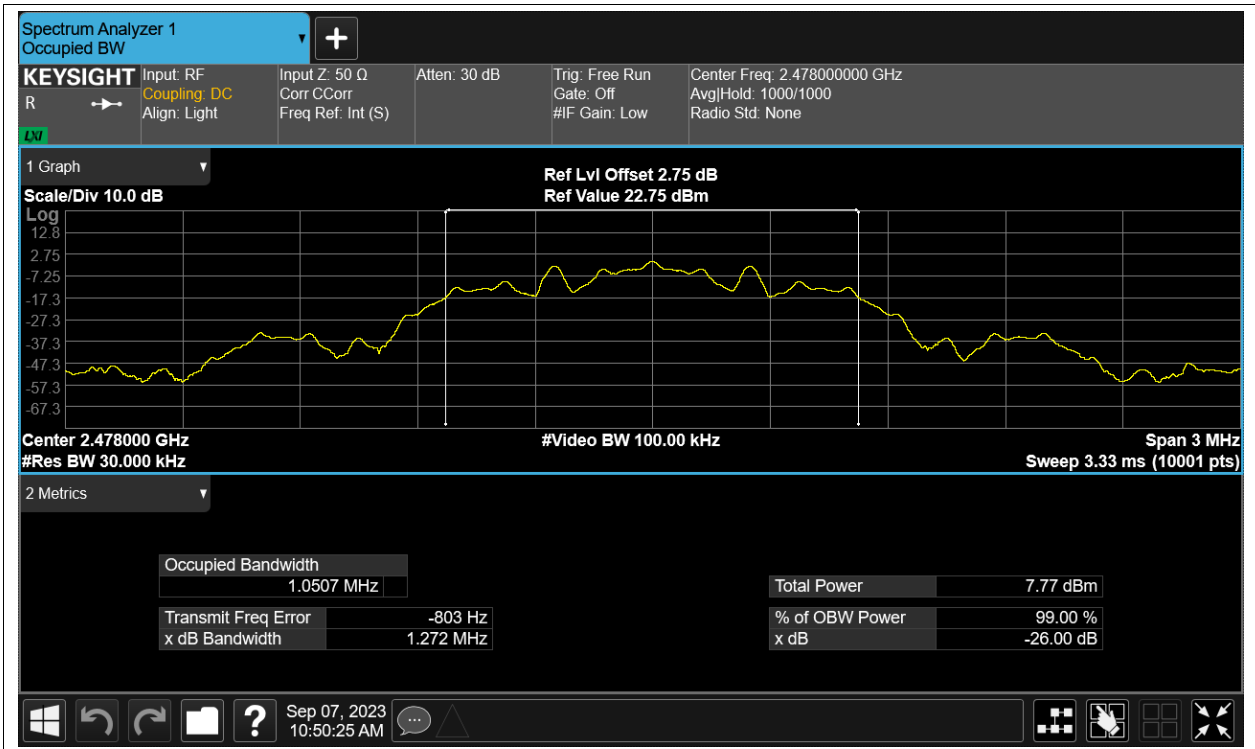 Spectrum Analyzer 1
Occupied BW
KEYSIGHT
R
LXI
Input: RF
Coupling: DC
Align: Light
Input Z: 50 Ω
Corr CCorr
Freq Ref: Int (S)
Atten: 30 dB
Trig: Free Run
Gate: Off
#IF Gain: Low
Center Freq: 2.478000000 GHz
Avg|Hold: 1000/1000
Radio Std: None
1 Graph
Scale/Div 10.0 dB
Ref Lvl Offset 2.75 dB
Ref Value 22.75 dBm
Log
12.8
2.75
-7.25
-17.3
-27.3
-37.3
-47.3
-57.3
-67.3
Center 2.478000 GHz
#Res BW 30.000 kHz
#Video BW 100.00 kHz
Span 3 MHz
Sweep 3.33 ms (10001 pts)
2 Metrics
Occupied Bandwidth
1.0507 MHz
Total Power 7.77 dBm
Transmit Freq Error -803 Hz
% of OBW Power 99.00 %
x dB Bandwidth 1.272 MHz
x dB -26.00 dB
?
Sep 07, 2023
10:50:25 AM